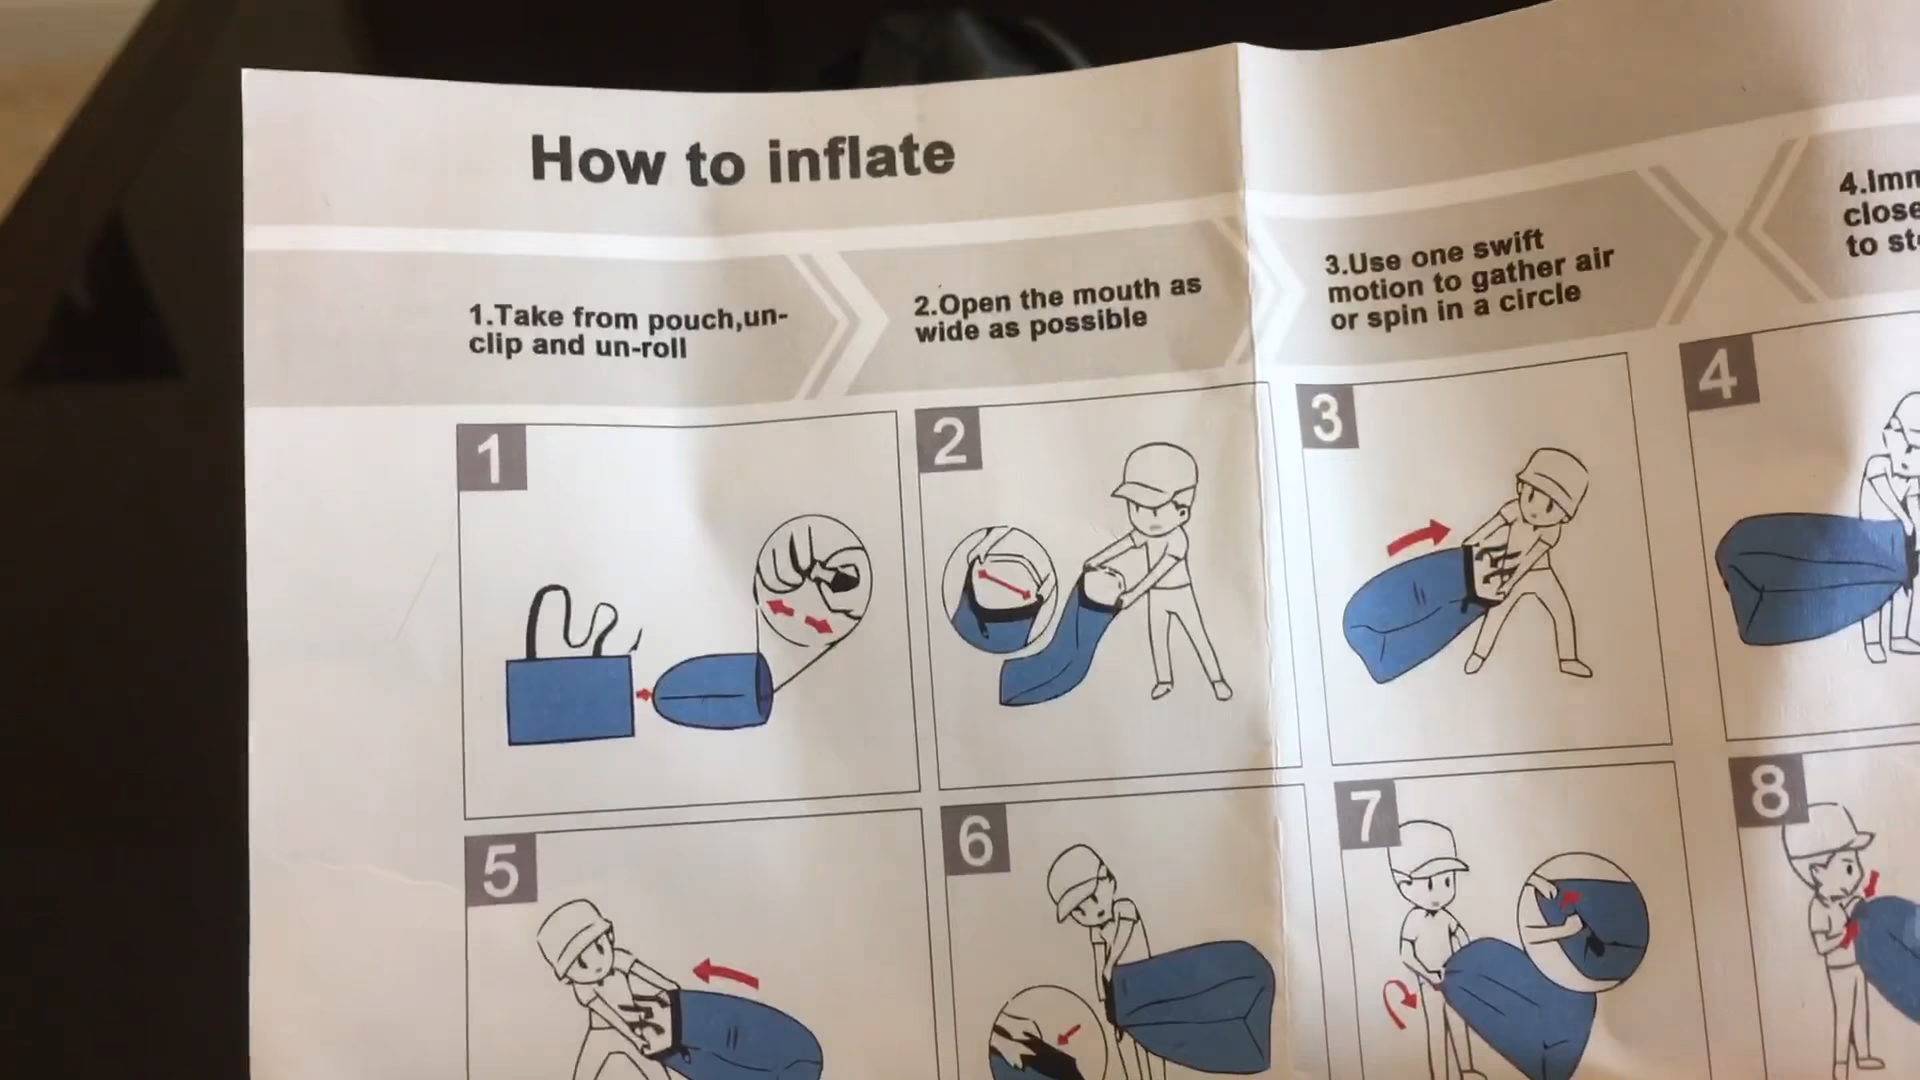 How to inflate
1.Take from pouch,un-
clip and un-roll
2.Open the mouth as
wide as possible
3.Use one swift
motion to gather air
or spin in a circle
close
to
1
2
3
4
5
6
7
8